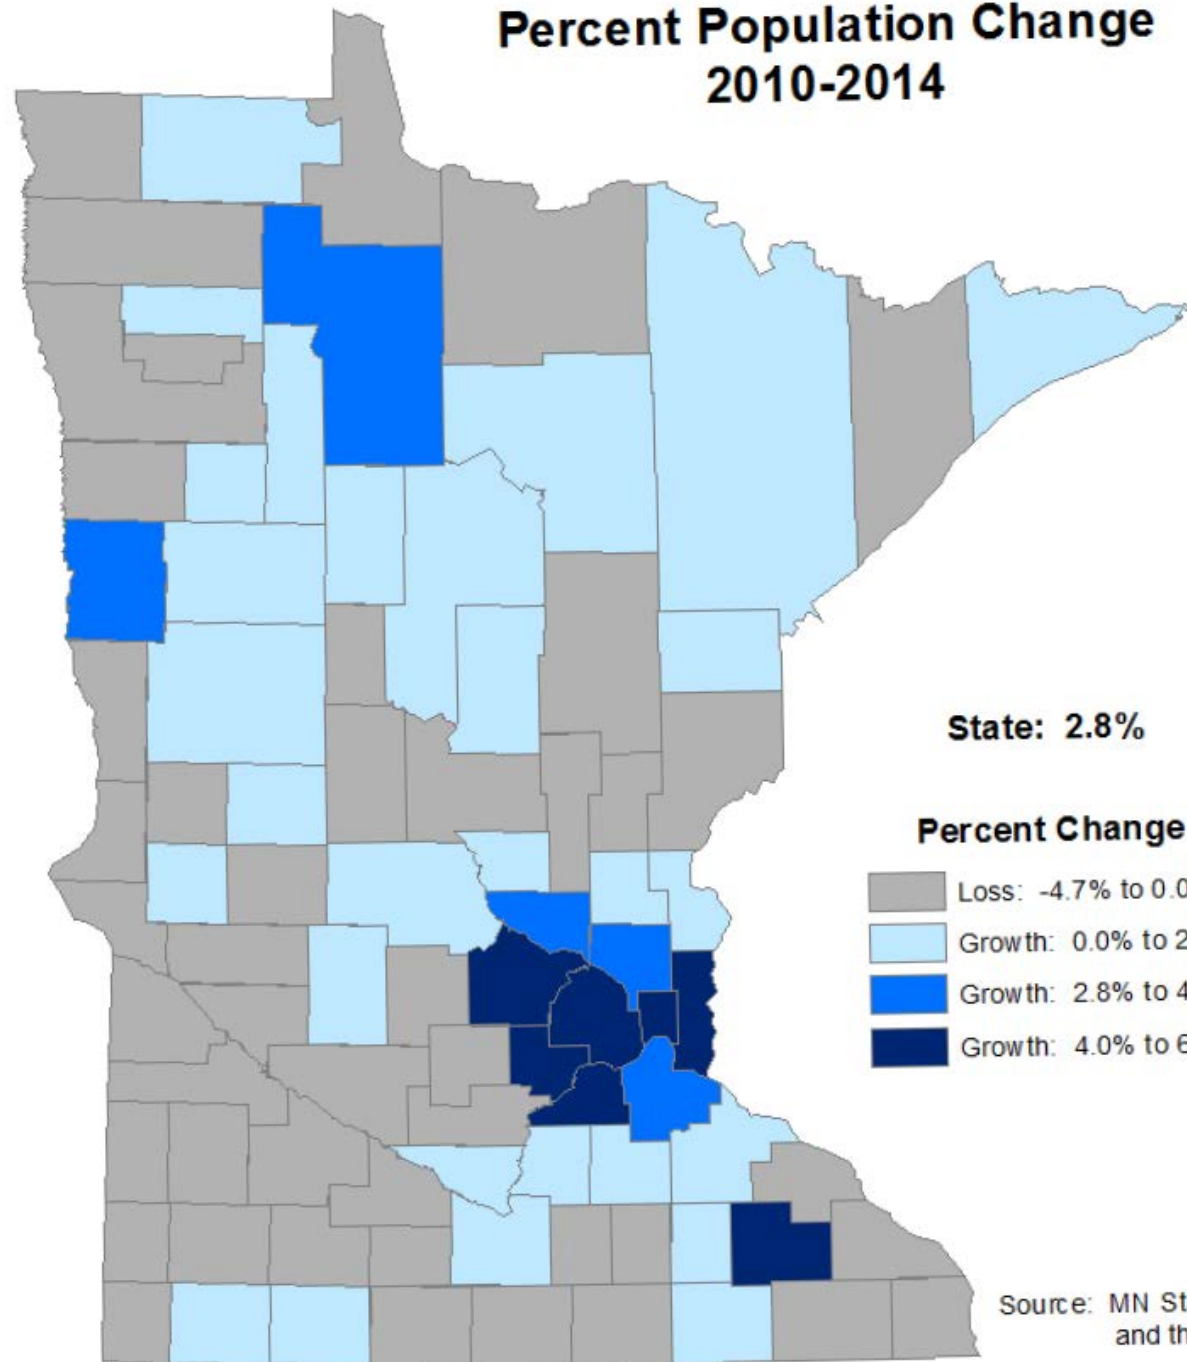 Percent Population Change
2010-2014
State: 2.8%
Percent Change
Loss: -4.7% to 0.0
Growth: 0.0% to 2
Growth: 2.8% to 4
Growth: 4.0% to 6
Source: MN St
and th